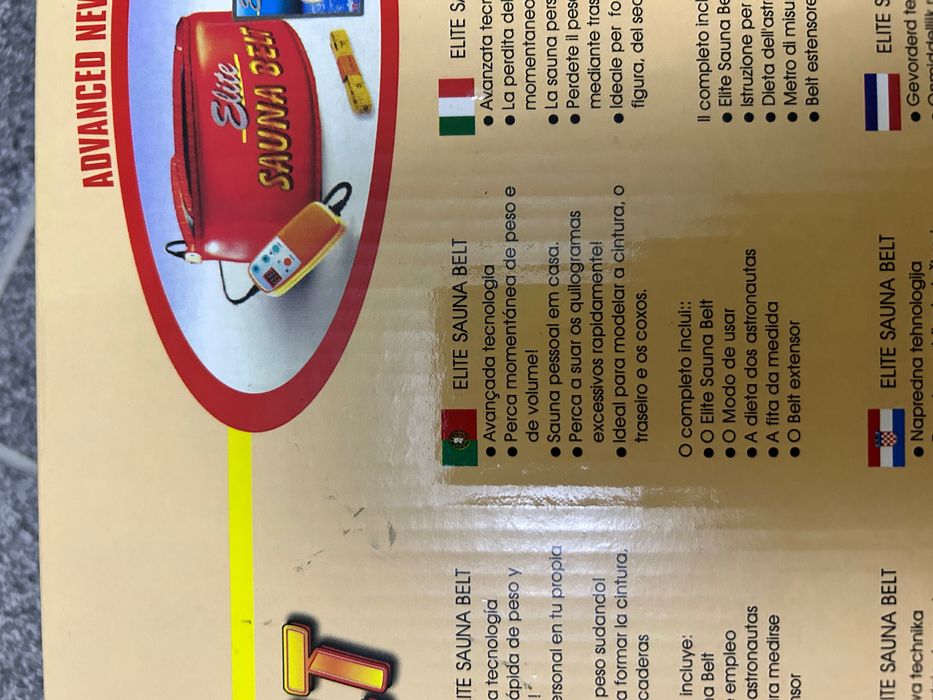 ADVANCED NEW
Elite
SAUNA BELT
T
ITE SAUNA BELT
a tecnología
ápida de peso y
!
ersonal en tu propia
peso sudando!
a formar la cintura,
caderas
incluye:
Belt
empleo
astronautas
ra medirse
sor
ELITE SAUNA BELT
● Avançada tecnologia
● Perca momontánea de peso e
de volume!
● Sauna pessoal em casa.
● Perca a suar os quilogramas
excessivos rapidamente!
● Ideal para modelar a cintura, o
traseiro e os coxos.
O completo inclui::
● O Elite Sauna Belt
● O Modo de usar
● A dieta dos astronautas
● A fita da medida
● O Belt extensor
ELITE SA
● Avanzata tecn
● La perdita del
momentaneo
● La sauna pers
● Perdete il peso
mediante tras
● Ideale per fo
figura, del sed
Il completo incl
● Elite Sauna Be
● Istruzione per
● Dieta dell'astr
● Metro di misu
● Belt estensore
ITE SAUNA BELT
va technika
ELITE SAUNA BELT
● Napredna tehnologija
ELITE S
● Gevorderd te